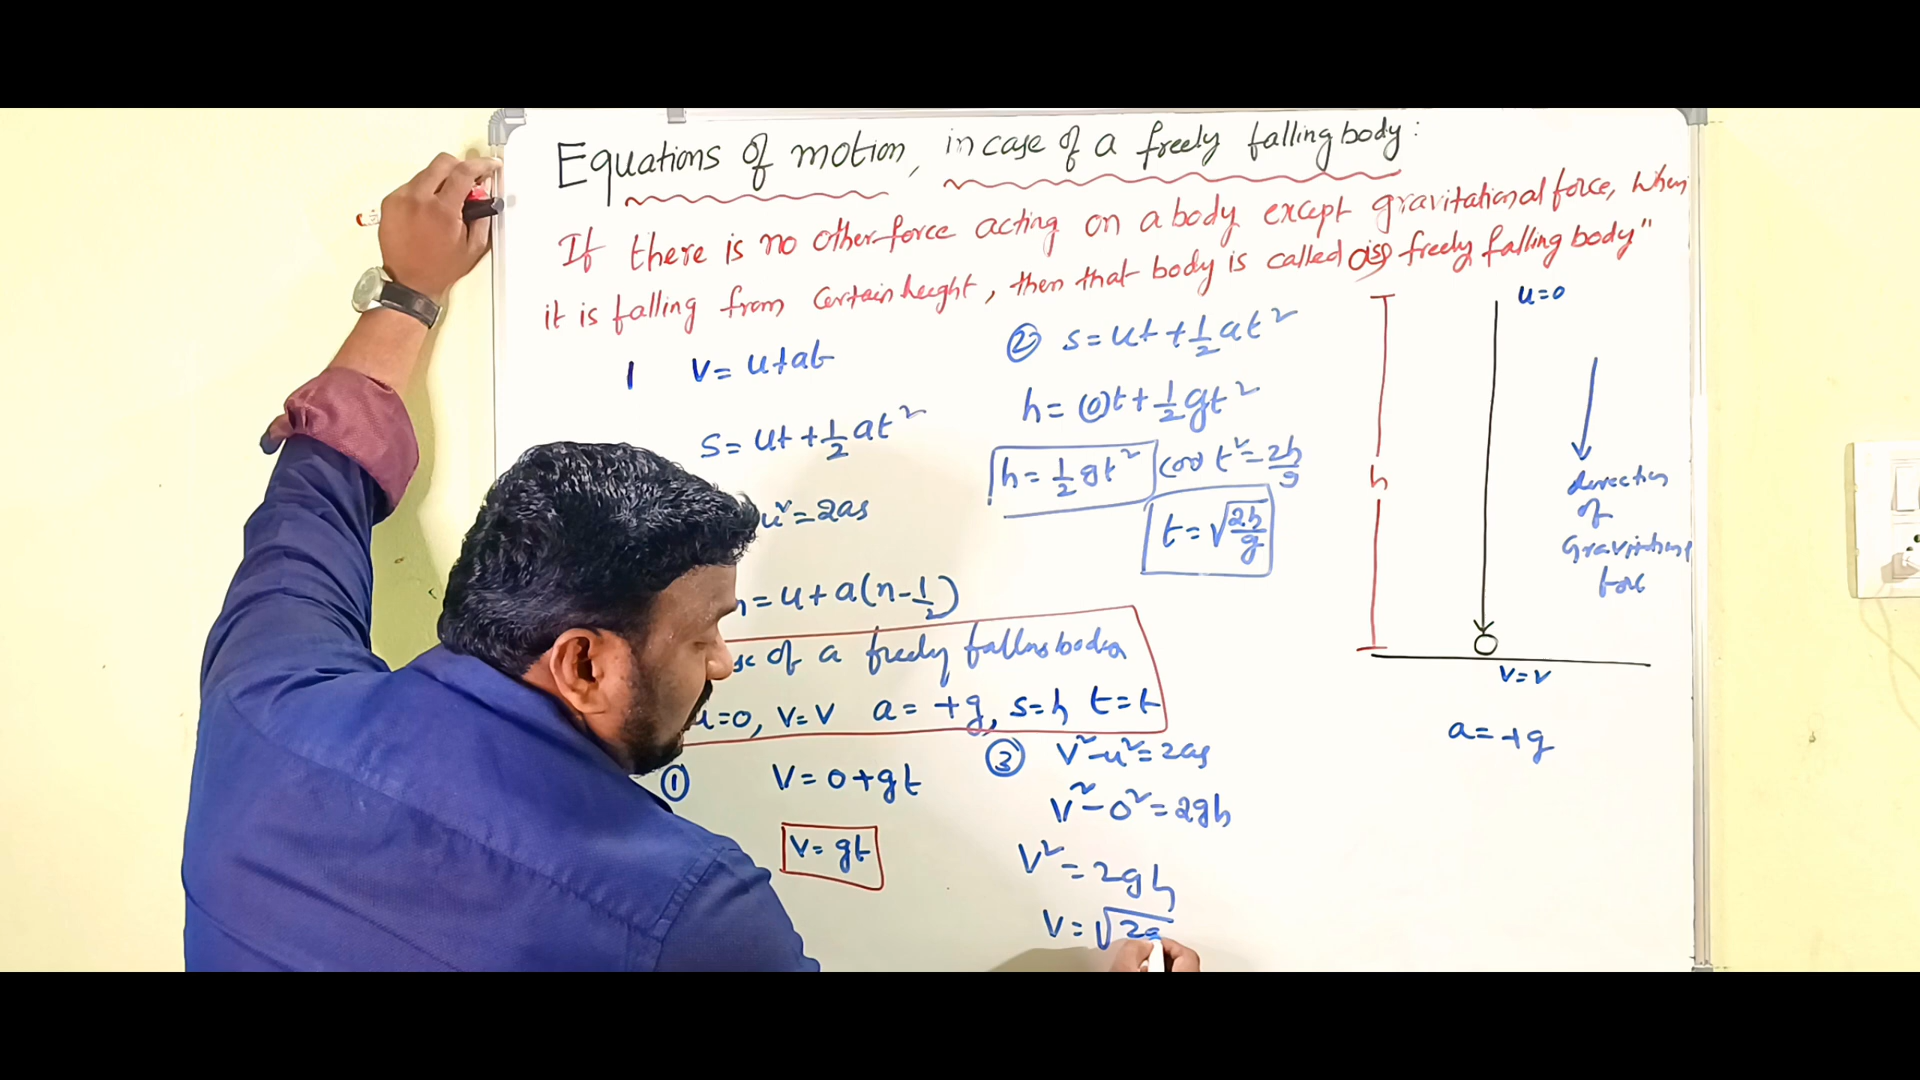 Equations of motion, in case of a freely falling body:
If there is no other force acting on a body except gravitational force, when
it is falling from certain height, then that body is called as freely falling body"
1 V= u+at
S= ut+½at²
u²=2as
n=u+a(n-½)
of a freely falling
u=0, V=V a=+g, s=h t=t
① V=0+gt
V=gt
② s=ut+½at²
h=(0)t+½gt²
h=½gt² (or) t²=2h/g
t=√2h/g
③ V²-u²=2as
V²-0²=2gh
V²=2gh
V=√2g
u=0
h
direction
of
force
V=V
a=+g